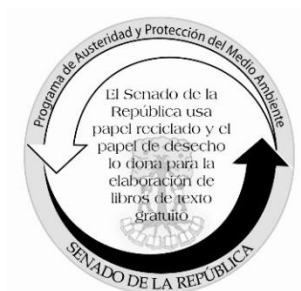 Programa de Austeridad y Protección del Medio Ambiente
El Senado de la
República usa
papel reciclado y el
papel de desecho
lo dona para la
elaboración de
libros de texto
gratuito
SENADO DE LA REPÚBLICA